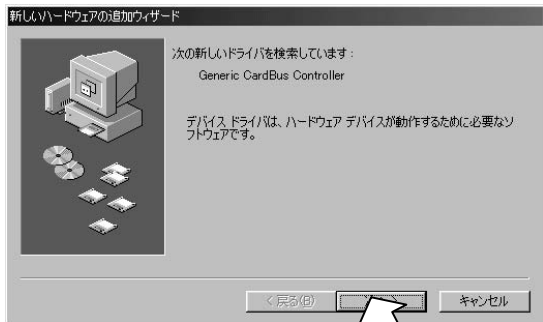 新しいハードウェアの追加ウィザード
次の新しいドライバを検索しています：
Generic CardBus Controller
デバイス ドライバは、ハードウェア デバイスが動作するために必要なソ
フトウェアです。
< 戻る(B)
キャンセル